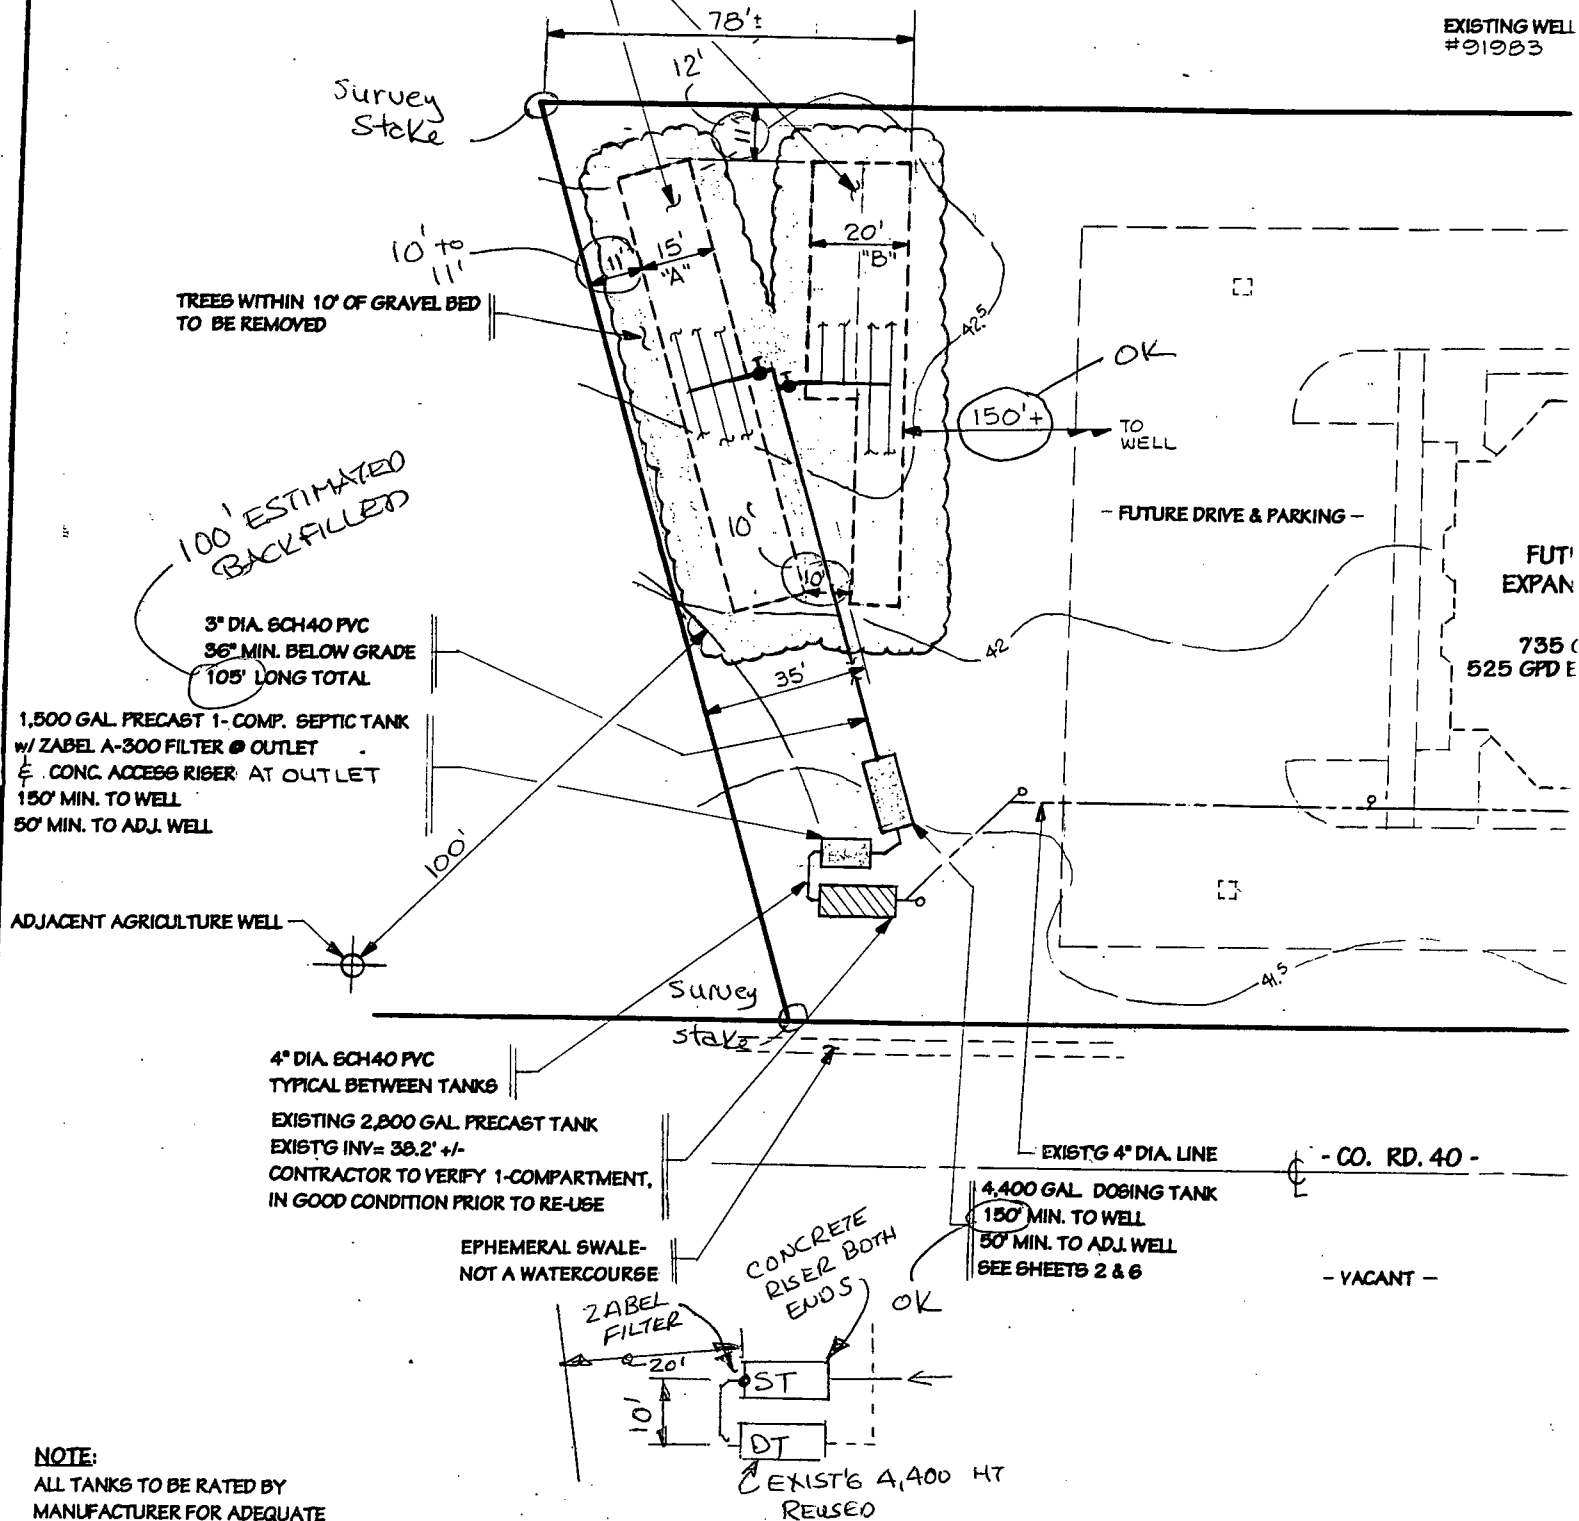 78'±
EXISTING WELL
#91983
12'
Survey
Stake
11'
10' to
11'
11'
15'
"A"
20'
"B"
TREES WITHIN 10' OF GRAVEL BED
TO BE REMOVED
42.5
OK
150'+
TO
WELL
100' ESTIMATED
BACKFILLED
- FUTURE DRIVE & PARKING -
10'
10'
FUT'
EXPAN
3" DIA. SCH40 PVC
36" MIN. BELOW GRADE
105' LONG TOTAL
42
735 G
525 GPD E
35'
1,500 GAL. PRECAST 1- COMP. SEPTIC TANK
w/ ZABEL A-300 FILTER @ OUTLET
& CONC. ACCESS RISER AT OUTLET
150' MIN. TO WELL
50' MIN. TO ADJ. WELL
100'
ADJACENT AGRICULTURE WELL
41.5
Survey
stake
4" DIA. SCH40 PVC
TYPICAL BETWEEN TANKS
EXISTING 2,800 GAL. PRECAST TANK
EXIST'G INV= 38.2' +/-
CONTRACTOR TO VERIFY 1-COMPARTMENT,
IN GOOD CONDITION PRIOR TO RE-USE
EXIST'G 4" DIA. LINE
- CO. RD. 40 -
4,400 GAL. DOSING TANK
150' MIN. TO WELL
50' MIN. TO ADJ. WELL
SEE SHEETS 2 & 6
EPHEMERAL SWALE-
NOT A WATERCOURSE
- VACANT -
CONCRETE
RISER BOTH
ENDS
OK
ZABEL
FILTER
20'
ST
10'
DT
EXIST'G 4,400 HT
REUSED
NOTE:
ALL TANKS TO BE RATED BY
MANUFACTURER FOR ADEQUATE